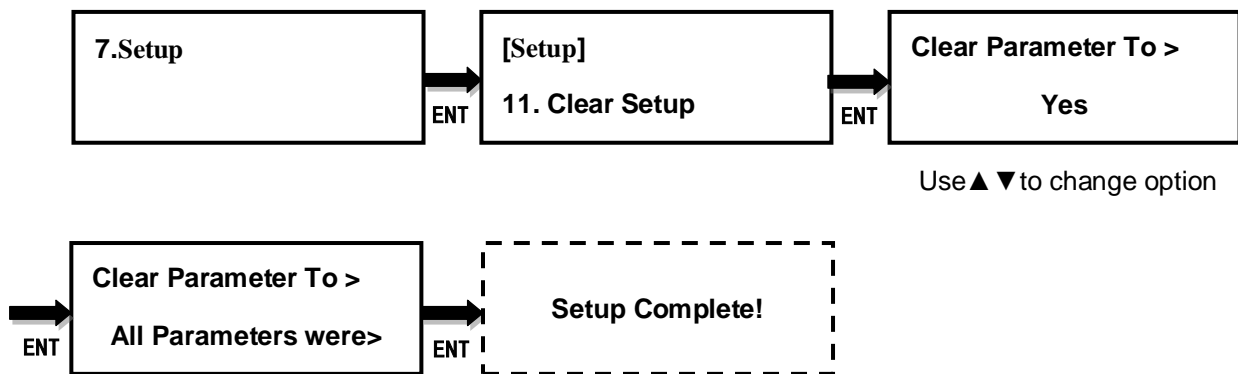 7.Setup
ENT
[Setup]
11. Clear Setup
ENT
Clear Parameter To >
Yes
Use▲▼to change option
ENT
Clear Parameter To >
All Parameters were>
ENT
Setup Complete!